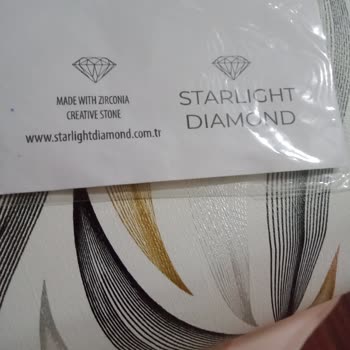 MADE WITH ZIRCONIA
CREATIVE STONE
www.starlightdiamond.com.tr
STARLIGHT
DIAMOND